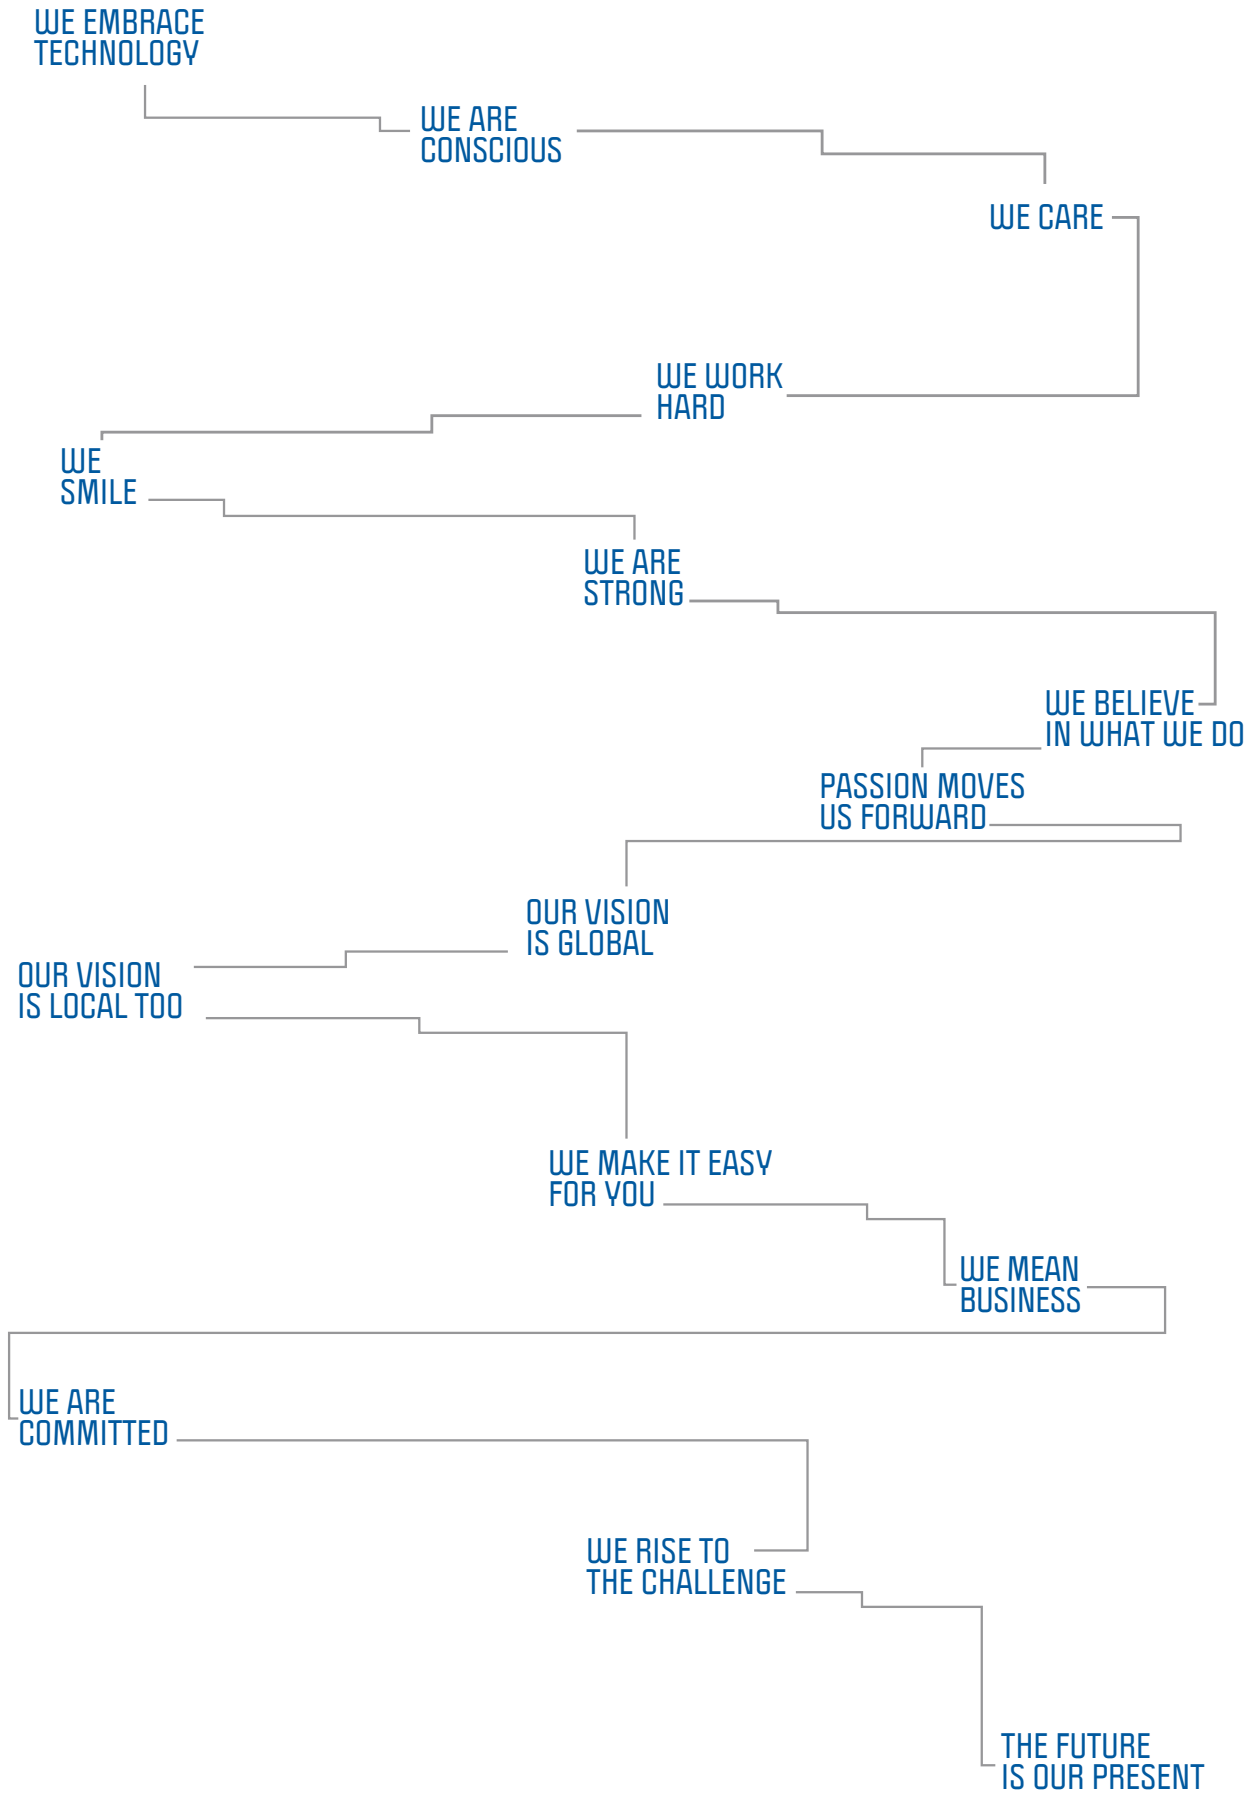 WE EMBRACE
TECHNOLOGY
WE ARE
CONSCIOUS
WE CARE
WE WORK
HARD
WE
SMILE
WE ARE
STRONG
WE BELIEVE
IN WHAT WE DO
PASSION MOVES
US FORWARD
OUR VISION
IS GLOBAL
OUR VISION
IS LOCAL TOO
WE MAKE IT EASY
FOR YOU
WE MEAN
BUSINESS
WE ARE
COMMITTED
WE RISE TO
THE CHALLENGE
THE FUTURE
IS OUR PRESENT